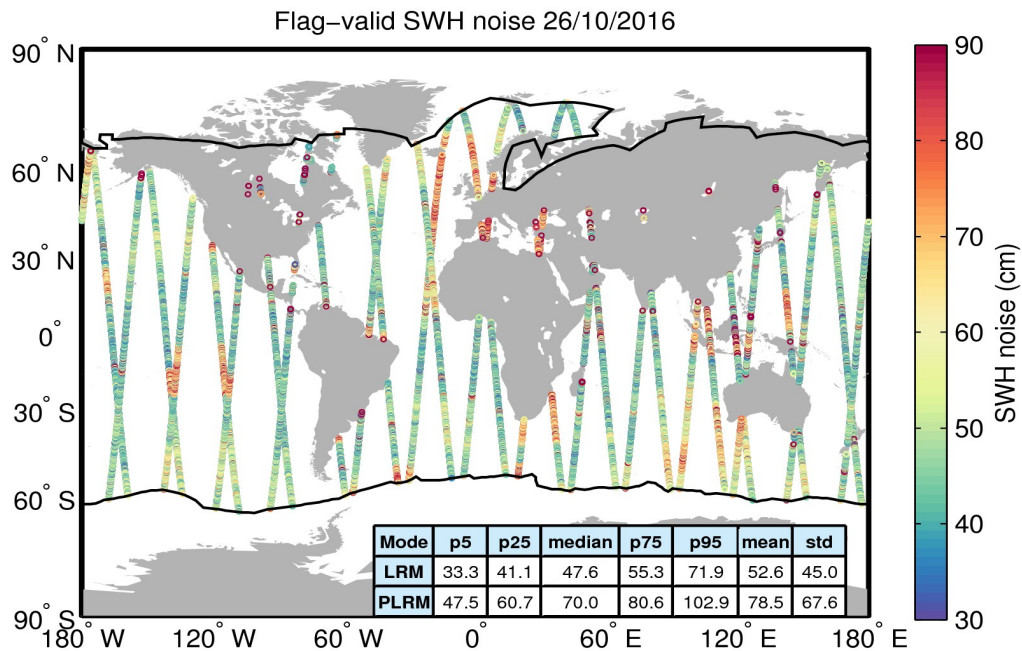 Flag−valid SWH noise 26/10/2016
90° N
60° N
30° N
0°
30° S
60° S
90° S
180° W
120° W
60° W
0°
60° E
120° E
180° E
90
80
70
60
50
40
30
SWH noise (cm)
Mode p5 p25 median p75 p95 mean std
LRM 33.3 41.1 47.6 55.3 71.9 52.6 45.0
PLRM 47.5 60.7 70.0 80.6 102.9 78.5 67.6